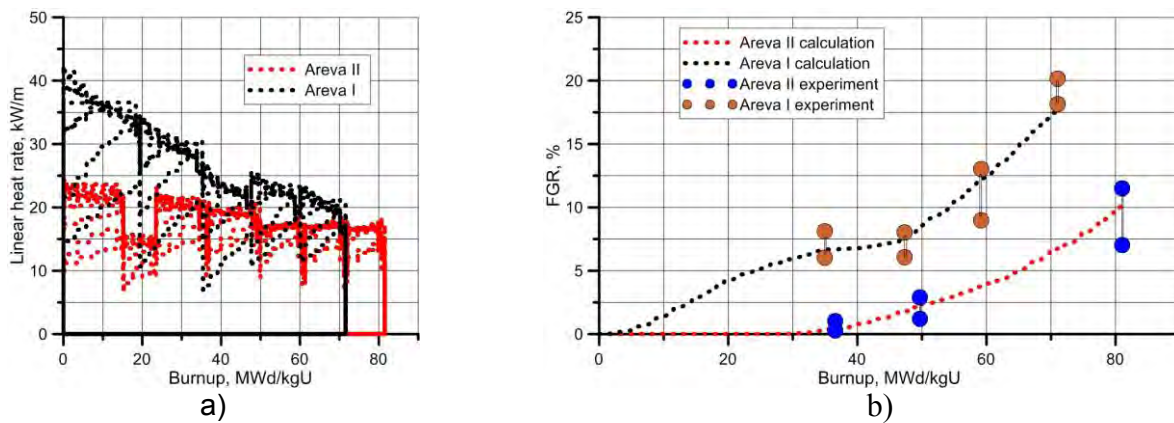 50
40
30
20
10
0
Linear heat rate, kW/m
Areva II
Areva I
0 20 40 60 80
Burnup, MWd/kgU
a)
25
20
15
10
5
0
FGR, %
Areva II calculation
Areva I calculation
Areva II experiment
Areva I experiment
0 20 40 60 80
Burnup, MWd/kgU
b)